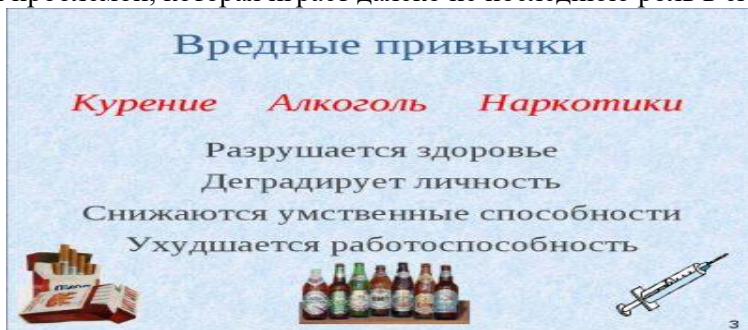 Вредные привычки
Курение Алкоголь Наркотики
Разрушается здоровье
Деградирует личность
Снижаются умственные способности
Ухудшается работоспособность
3